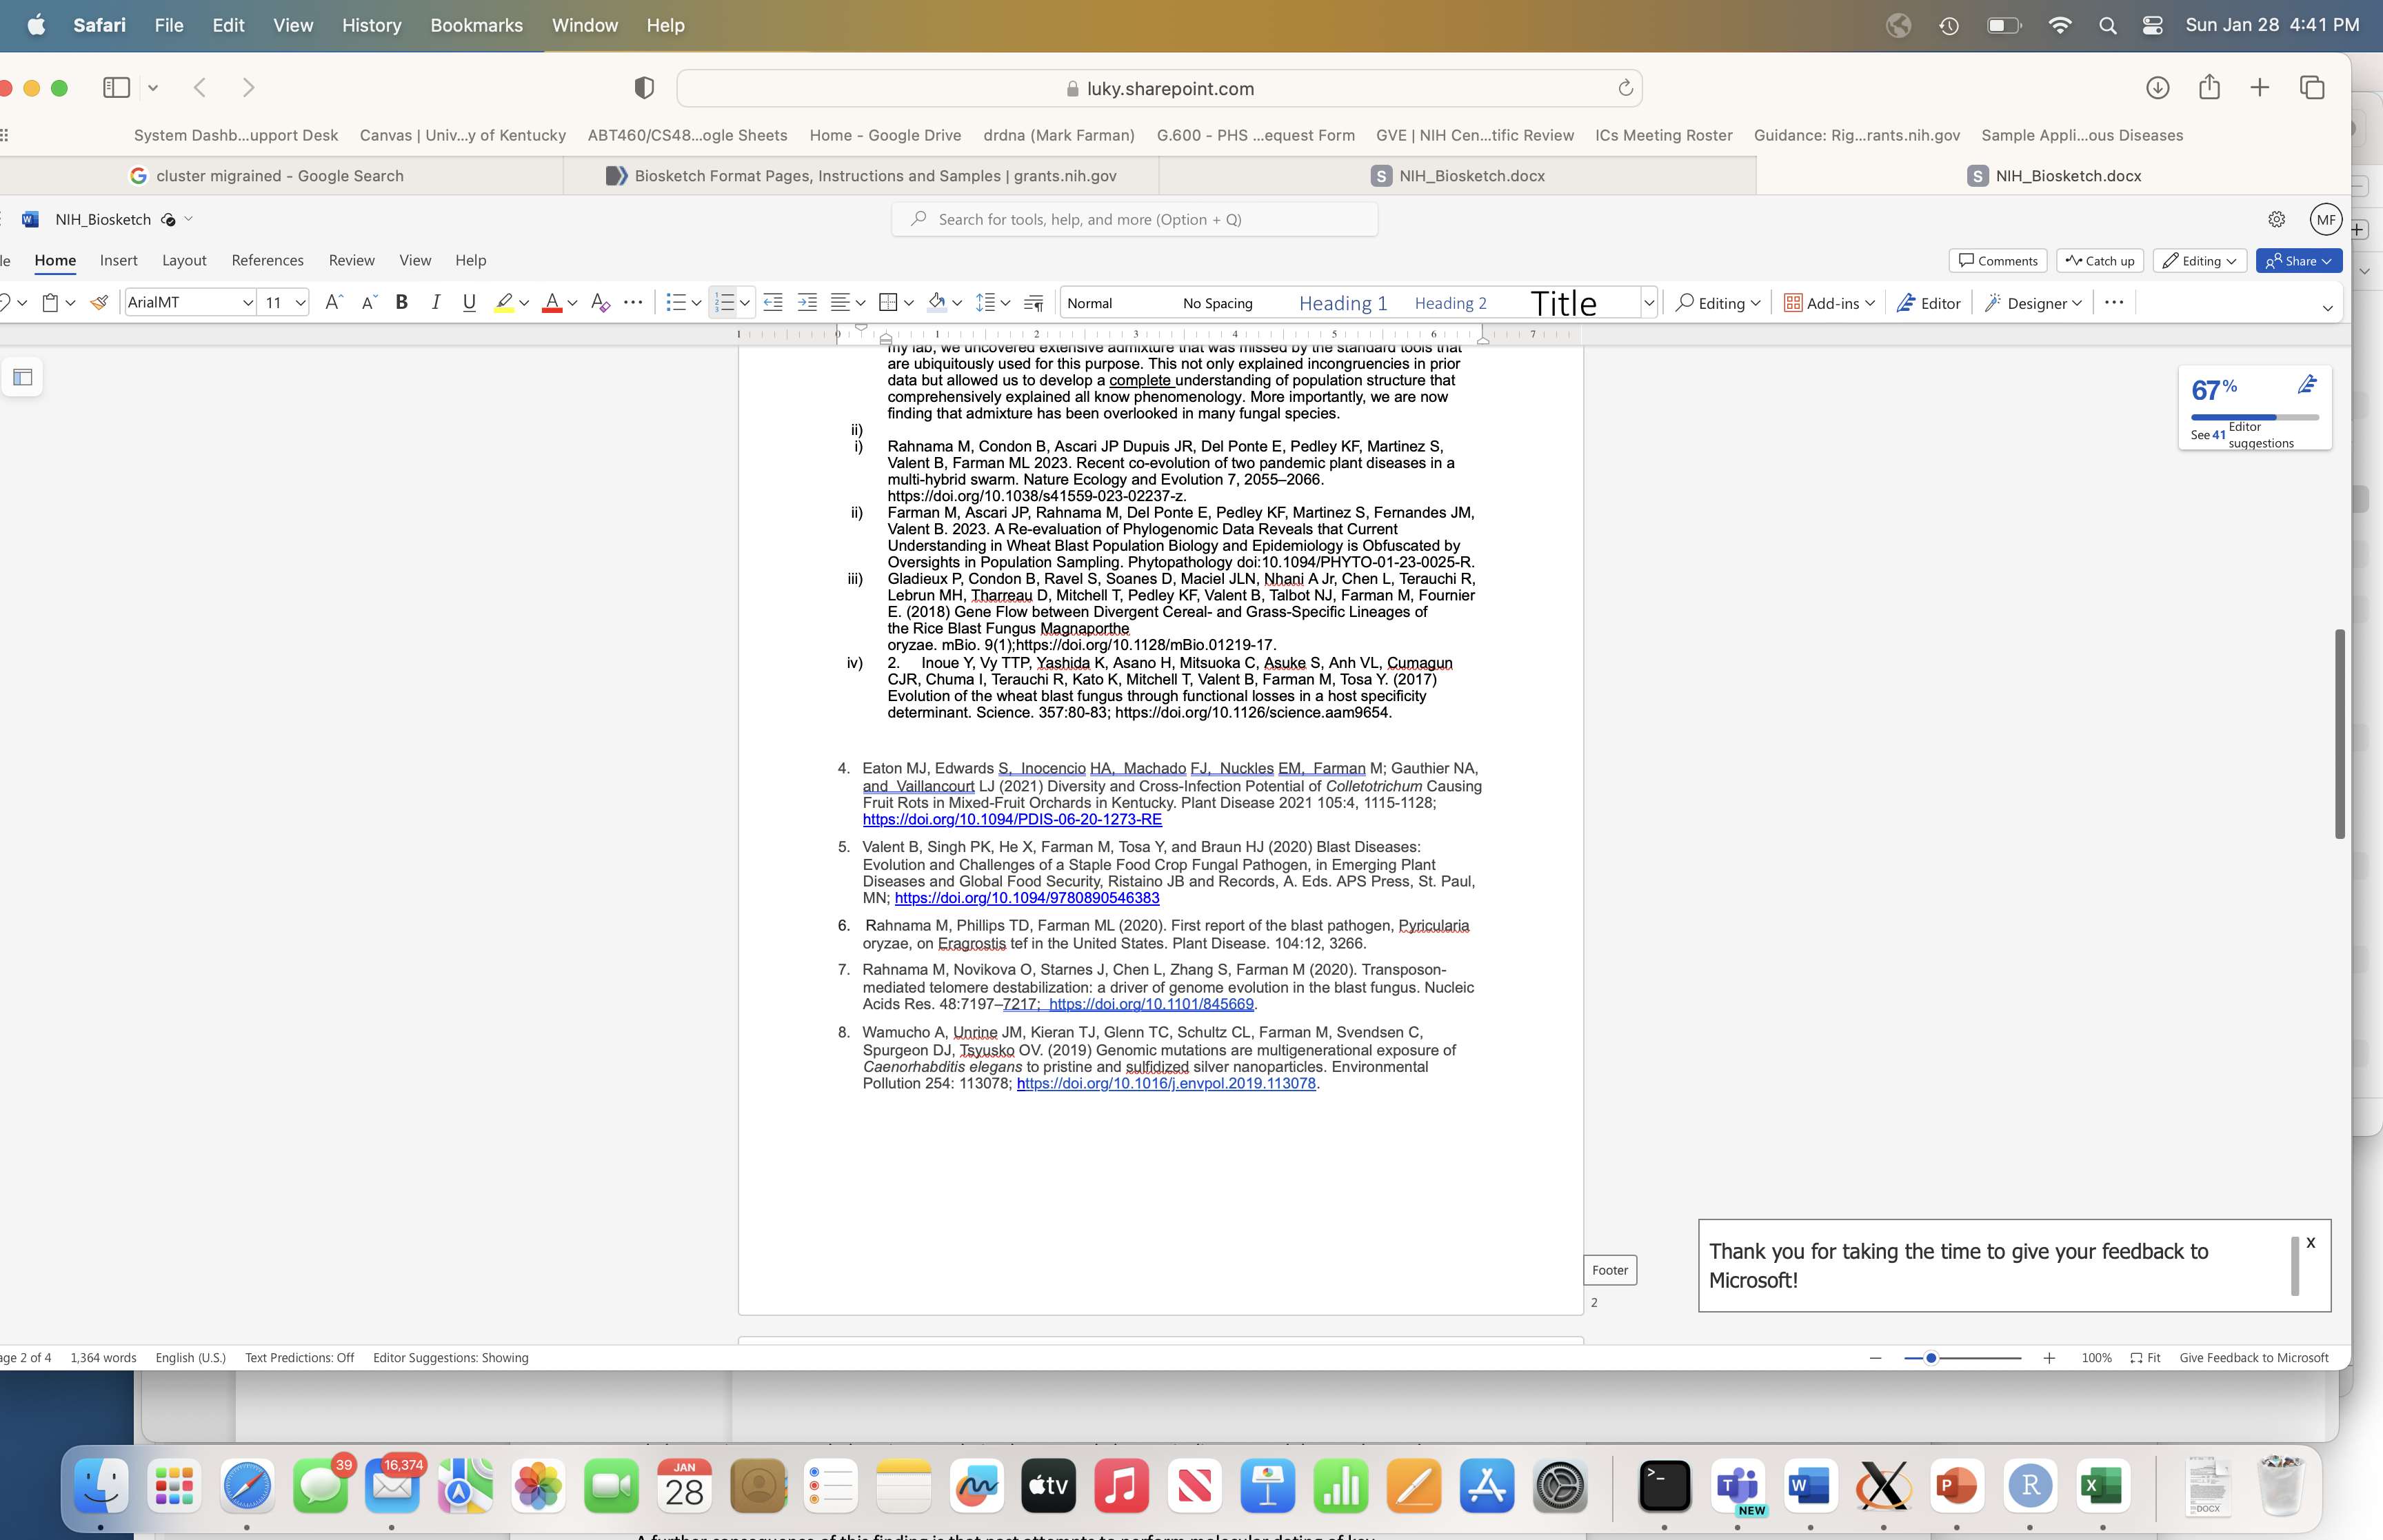 Safari File Edit View History Bookmarks Window Help Sun Jan 28 4:41 PM
luky.sharepoint.com
System Dashb...upport Desk Canvas | Univ...y of Kentucky ABT460/CS48...ogle Sheets Home - Google Drive drdna (Mark Farman) G.600 - PHS ...equest Form GVE | NIH Cen...tific Review ICs Meeting Roster Guidance: Rig...rants.nih.gov Sample Appli...ous Diseases
cluster migrained - Google Search Biosketch Format Pages, Instructions and Samples | grants.nih.gov S NIH_Biosketch.docx S NIH_Biosketch.docx
NIH_Biosketch Search for tools, help, and more (Option + Q) MF
le Home Insert Layout References Review View Help Comments Catch up Editing Share
ArialMT 11 A A B I U A A Normal No Spacing Heading 1 Heading 2 Title Editing Add-ins Editor Designer
1 0 1 2 3 4 5 6 7
my lab, we uncovered extensive admixture that was missed by the standard tools that
are ubiquitously used for this purpose. This not only explained incongruencies in prior
data but allowed us to develop a complete understanding of population structure that
comprehensively explained all know phenomenology. More importantly, we are now
finding that admixture has been overlooked in many fungal species.
ii)
i) Rahnama M, Condon B, Ascari JP Dupuis JR, Del Ponte E, Pedley KF, Martinez S,
Valent B, Farman ML 2023. Recent co-evolution of two pandemic plant diseases in a
multi-hybrid swarm. Nature Ecology and Evolution 7, 2055–2066.
https://doi.org/10.1038/s41559-023-02237-z.
ii) Farman M, Ascari JP, Rahnama M, Del Ponte E, Pedley KF, Martinez S, Fernandes JM,
Valent B. 2023. A Re-evaluation of Phylogenomic Data Reveals that Current
Understanding in Wheat Blast Population Biology and Epidemiology is Obfuscated by
Oversights in Population Sampling. Phytopathology doi:10.1094/PHYTO-01-23-0025-R.
iii) Gladieux P, Condon B, Ravel S, Soanes D, Maciel JLN, Nhani A Jr, Chen L, Terauchi R,
Lebrun MH, Tharreau D, Mitchell T, Pedley KF, Valent B, Talbot NJ, Farman M, Fournier
E. (2018) Gene Flow between Divergent Cereal- and Grass-Specific Lineages of
the Rice Blast Fungus Magnaporthe
oryzae. mBio. 9(1);https://doi.org/10.1128/mBio.01219-17.
iv) 2. Inoue Y, Vy TTP, Yashida K, Asano H, Mitsuoka C, Asuke S, Anh VL, Cumagun
CJR, Chuma I, Terauchi R, Kato K, Mitchell T, Valent B, Farman M, Tosa Y. (2017)
Evolution of the wheat blast fungus through functional losses in a host specificity
determinant. Science. 357:80-83; https://doi.org/10.1126/science.aam9654.
4. Eaton MJ, Edwards S, Inocencio HA, Machado FJ, Nuckles EM, Farman M; Gauthier NA,
and Vaillancourt LJ (2021) Diversity and Cross-Infection Potential of Colletotrichum Causing
Fruit Rots in Mixed-Fruit Orchards in Kentucky. Plant Disease 2021 105:4, 1115-1128;
https://doi.org/10.1094/PDIS-06-20-1273-RE
5. Valent B, Singh PK, He X, Farman M, Tosa Y, and Braun HJ (2020) Blast Diseases:
Evolution and Challenges of a Staple Food Crop Fungal Pathogen, in Emerging Plant
Diseases and Global Food Security, Ristaino JB and Records, A. Eds. APS Press, St. Paul,
MN; https://doi.org/10.1094/9780890546383
6. Rahnama M, Phillips TD, Farman ML (2020). First report of the blast pathogen, Pyricularia
oryzae, on Eragrostis tef in the United States. Plant Disease. 104:12, 3266.
7. Rahnama M, Novikova O, Starnes J, Chen L, Zhang S, Farman M (2020). Transposon-
mediated telomere destabilization: a driver of genome evolution in the blast fungus. Nucleic
Acids Res. 48:7197–7217; https://doi.org/10.1101/845669.
8. Wamucho A, Unrine JM, Kieran TJ, Glenn TC, Schultz CL, Farman M, Svendsen C,
Spurgeon DJ, Tsyusko OV. (2019) Genomic mutations are multigenerational exposure of
Caenorhabditis elegans to pristine and sulfidized silver nanoparticles. Environmental
Pollution 254: 113078; https://doi.org/10.1016/j.envpol.2019.113078.
67%
See 41 Editor suggestions
Footer
2
Thank you for taking the time to give your feedback to
Microsoft!
x
age 2 of 4 1,364 words English (U.S.) Text Predictions: Off Editor Suggestions: Showing 100% Fit Give Feedback to Microsoft
39 16,374 JAN 28 tv NEW DOCX
A further consequence of this finding is that past attempts to perform molecular dating of key